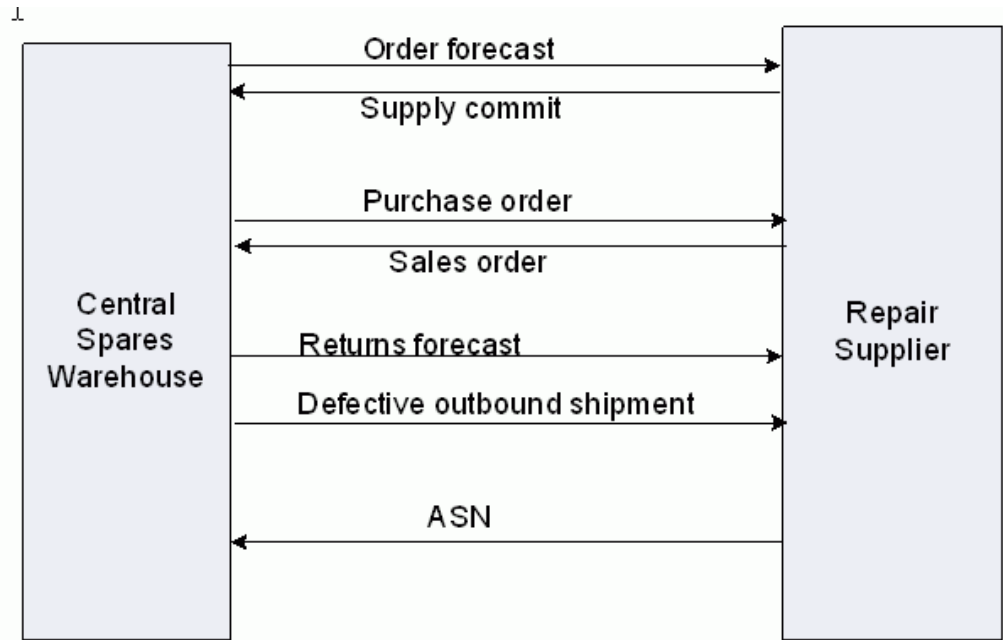 Order forecast
Supply commit
Purchase order
Sales order
Central
Spares
Warehouse
Repair
Supplier
Returns forecast
Defective outbound shipment
ASN